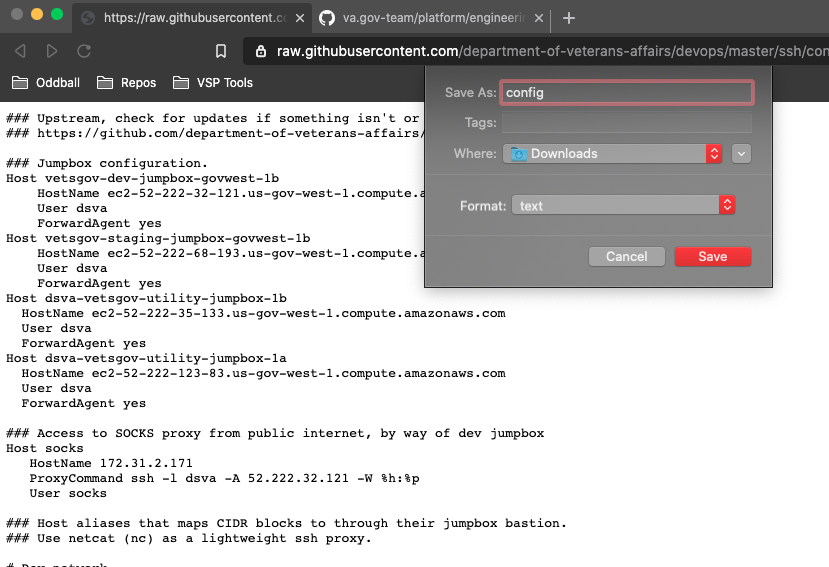 https://raw.githubusercontent.cc
va.gov-team/platform/engineerin
raw.githubusercontent.com/department-of-veterans-affairs/devops/master/ssh/con
Oddball
Repos
VSP Tools
Save As: config
Tags:
Where: Downloads
Format: text
Cancel
Save
### Upstream, check for updates if something isn't or
### https://github.com/department-of-veterans-affairs/
### Jumpbox configuration.
Host vetsgov-dev-jumpbox-govwest-1b
HostName ec2-52-222-32-121.us-gov-west-1.compute.a
User dsva
ForwardAgent yes
Host vetsgov-staging-jumpbox-govwest-1b
HostName ec2-52-222-68-193.us-gov-west-1.compute.a
User dsva
ForwardAgent yes
Host dsva-vetsgov-utility-jumpbox-1b
HostName ec2-52-222-35-133.us-gov-west-1.compute.amazonaws.com
User dsva
ForwardAgent yes
Host dsva-vetsgov-utility-jumpbox-1a
HostName ec2-52-222-123-83.us-gov-west-1.compute.amazonaws.com
User dsva
ForwardAgent yes
### Access to SOCKS proxy from public internet, by way of dev jumpbox
Host socks
HostName 172.31.2.171
ProxyCommand ssh -l dsva -A 52.222.32.121 -W %h:%p
User socks
### Host aliases that maps CIDR blocks to through their jumpbox bastion.
### Use netcat (nc) as a lightweight ssh proxy.
# Dev network